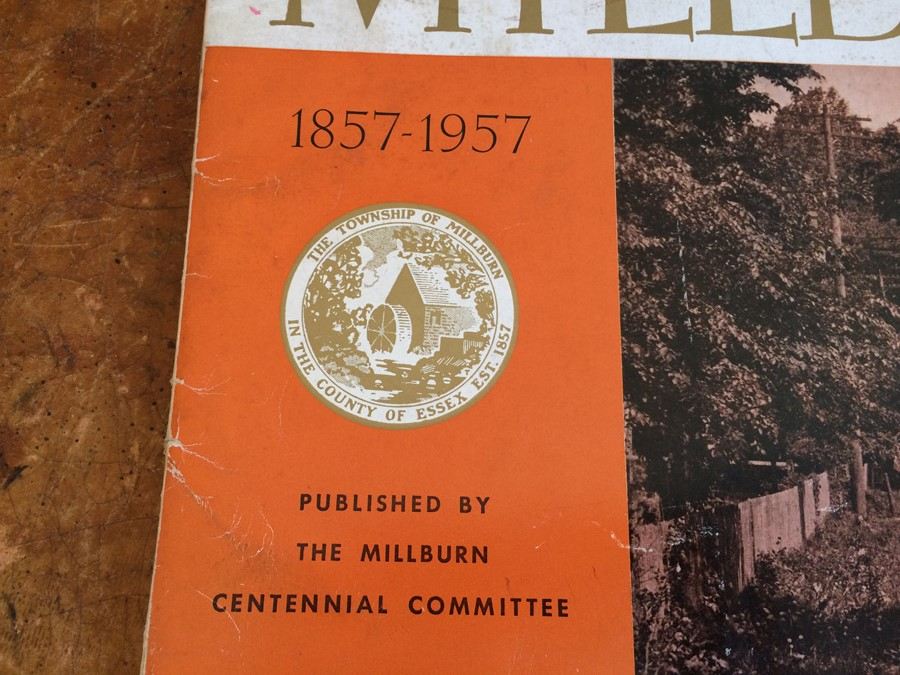 MILLB
1857-1957
THE TOWNSHIP OF MILLBURN
IN THE COUNTY OF ESSEX EST. 1857
PUBLISHED BY
THE MILLBURN
CENTENNIAL COMMITTEE